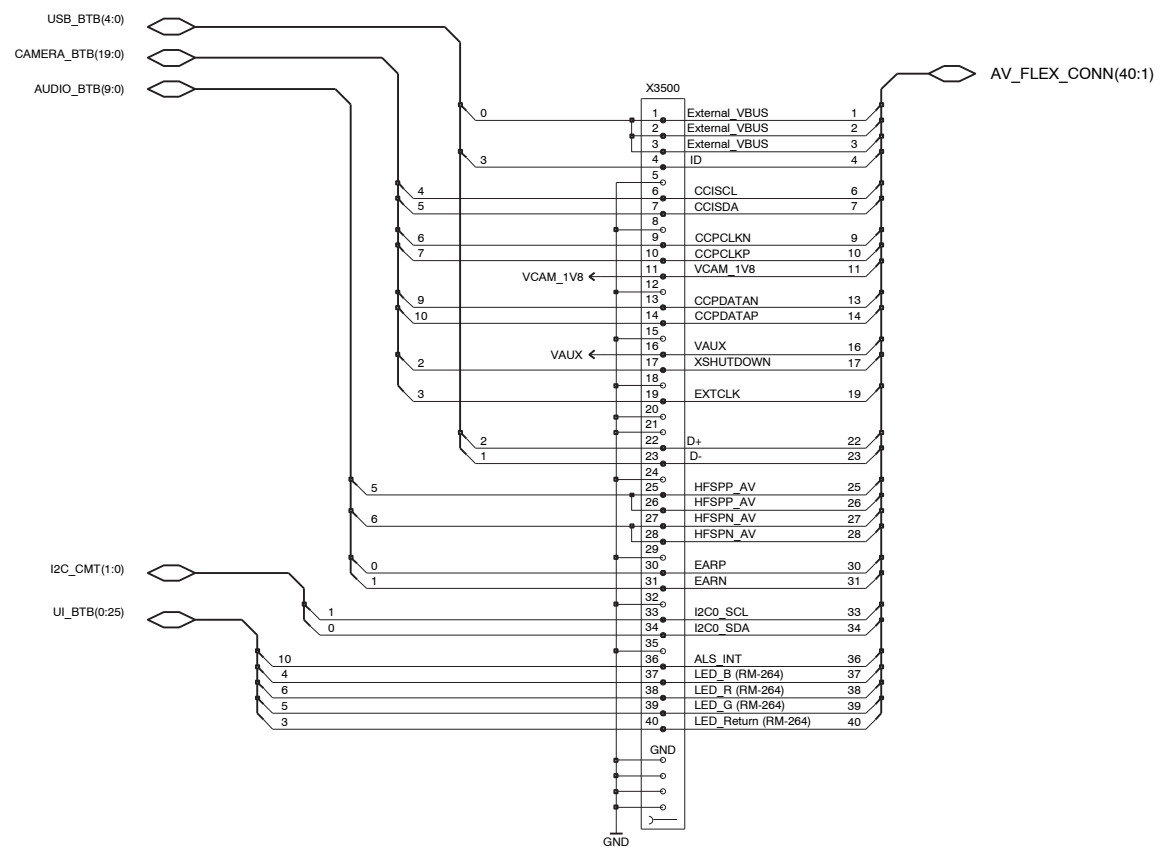 USB_BTB(4:0)
CAMERA_BTB(19:0)
AUDIO_BTB(9:0)
AV_FLEX_CONN(40:1)
X3500
0 1 External_VBUS 1
2 External_VBUS 2
3 External_VBUS 3
3 4 ID 4
5
4 6 CCISCL 6
5 7 CCISDA 7
8
6 9 CCPCLKN 9
7 10 CCPCLKP 10
VCAM_1V8 11 VCAM_1V8 11
12
9 13 CCPDATAN 13
10 14 CCPDATAP 14
15
VAUX 16 VAUX 16
2 17 XSHUTDOWN 17
18
3 19 EXTCLK 19
20
21
2 22 D+ 22
1 23 D- 23
24
5 25 HFSPP_AV 25
26 HFSPP_AV 26
6 27 HFSPN_AV 27
28 HFSPN_AV 28
29
I2C_CMT(1:0)
0 30 EARP 30
1 31 EARN 31
32
UI_BTB(0:25)
1 33 I2C0_SCL 33
0 34 I2C0_SDA 34
35
10 36 ALS_INT 36
4 37 LED_B (RM-264) 37
6 38 LED_R (RM-264) 38
5 39 LED_G (RM-264) 39
3 40 LED_Return (RM-264) 40
GND
GND